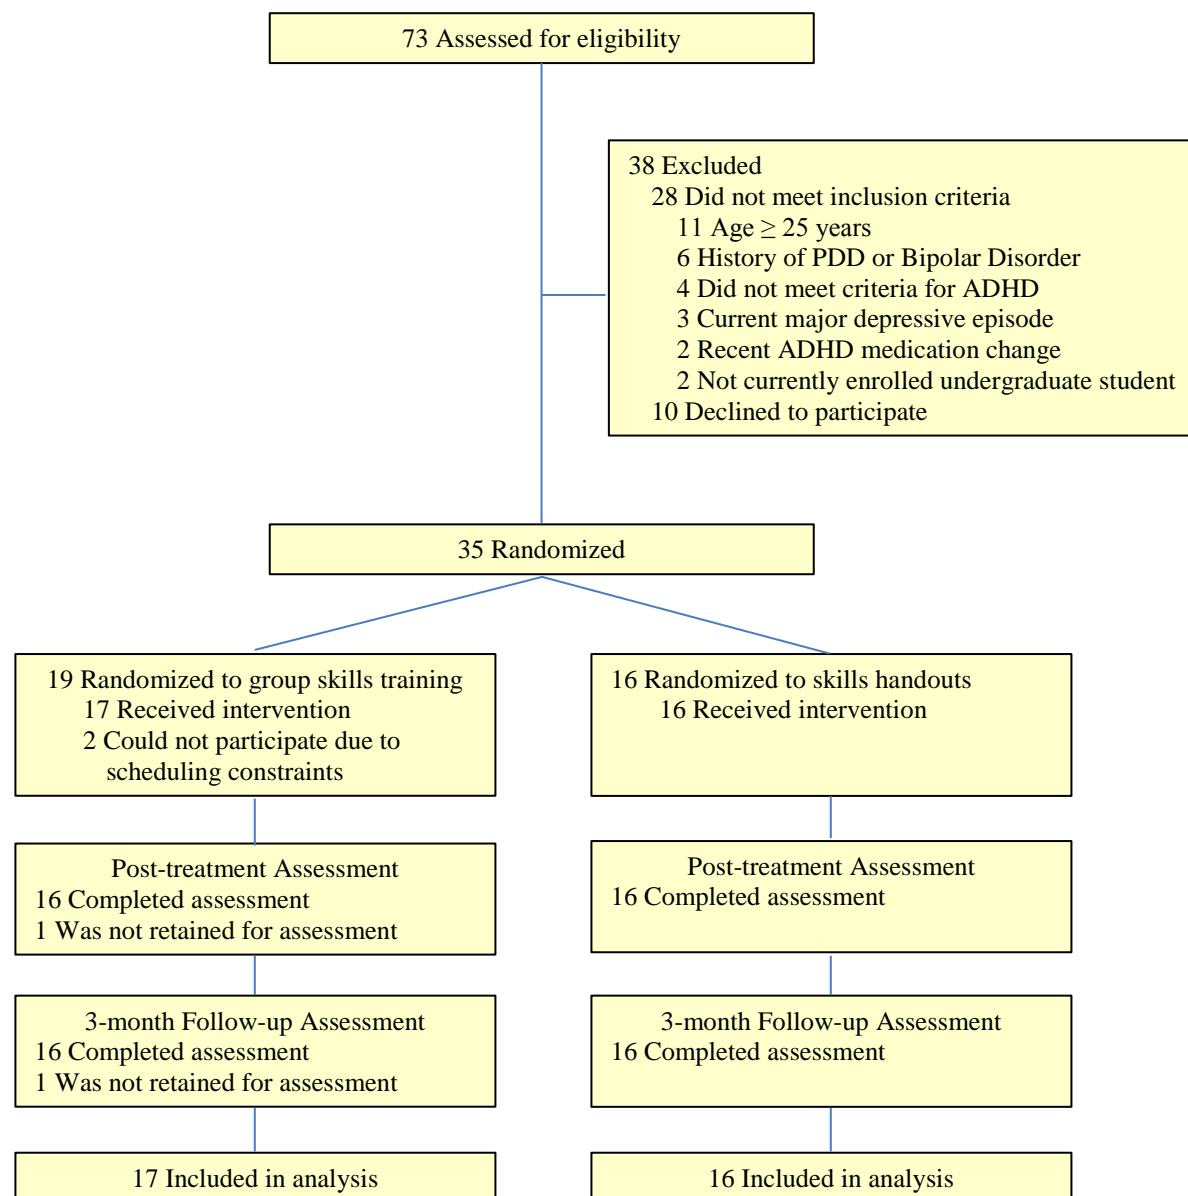 73 Assessed for eligibility
38 Excluded
28 Did not meet inclusion criteria
11 Age ≥ 25 years
6 History of PDD or Bipolar Disorder
4 Did not meet criteria for ADHD
3 Current major depressive episode
2 Recent ADHD medication change
2 Not currently enrolled undergraduate student
10 Declined to participate
35 Randomized
19 Randomized to group skills training
17 Received intervention
2 Could not participate due to
scheduling constraints
16 Randomized to skills handouts
16 Received intervention
Post-treatment Assessment
16 Completed assessment
1 Was not retained for assessment
Post-treatment Assessment
16 Completed assessment
3-month Follow-up Assessment
16 Completed assessment
1 Was not retained for assessment
3-month Follow-up Assessment
16 Completed assessment
17 Included in analysis
16 Included in analysis